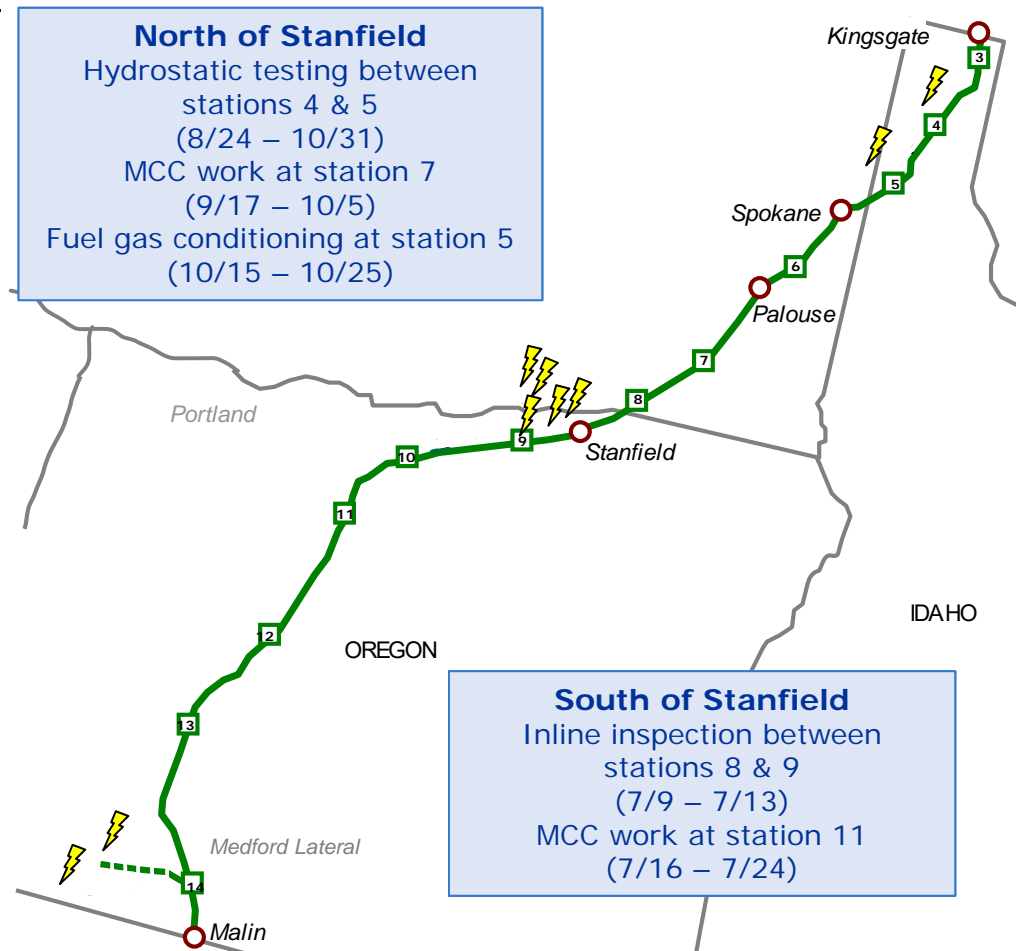 North of Stanfield
Hydrostatic testing between
stations 4 & 5
(8/24 – 10/31)
MCC work at station 7
(9/17 – 10/5)
Fuel gas conditioning at station 5
(10/15 – 10/25)
Kingsgate
3
4
5
Spokane
6
Palouse
7
8
Portland
9
Stanfield
10
11
IDAHO
12
OREGON
South of Stanfield
Inline inspection between
stations 8 & 9
(7/9 – 7/13)
MCC work at station 11
(7/16 – 7/24)
13
Medford Lateral
14
Malin